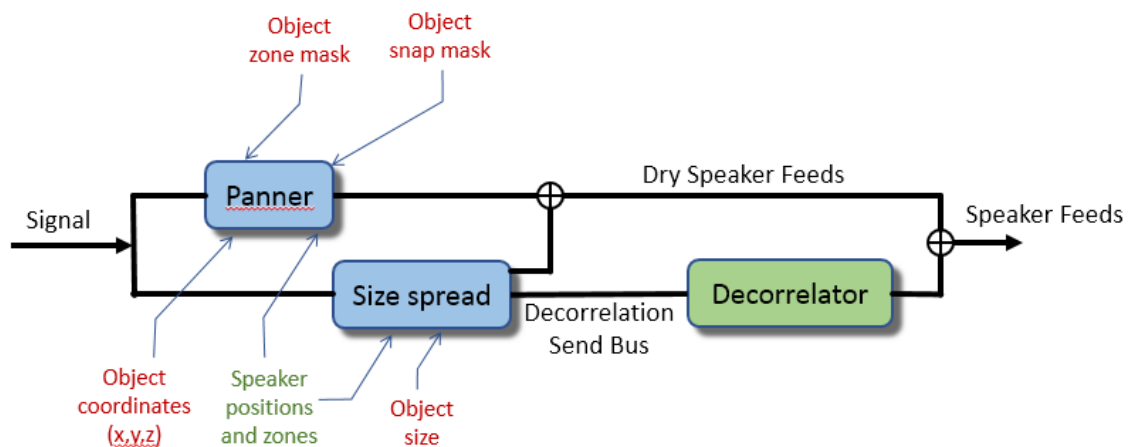 Object
zone mask
Object
snap mask
Panner
Dry Speaker Feeds
Signal
Speaker Feeds
Size spread
Decorrelator
Decorrelation
Send Bus
Object
coordinates
(x,y,z)
Speaker
positions
and zones
Object
size